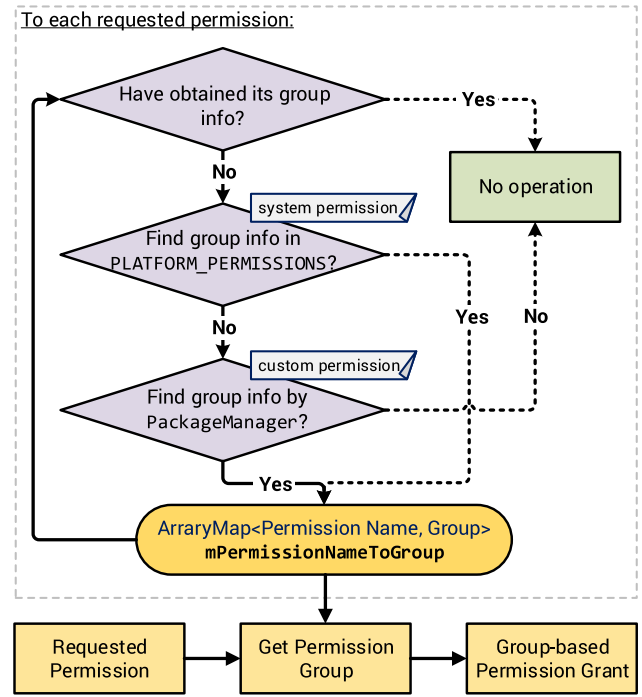 To each requested permission:
Have obtained its group
info?
Yes
No
No operation
system permission
Find group info in
PLATFORM_PERMISSIONS?
Yes
No
No
custom permission
Find group info by
PackageManager?
Yes
ArraryMap<Permission Name, Group>
mPermissionNameToGroup
Requested
Permission
Get Permission
Group
Group-based
Permission Grant